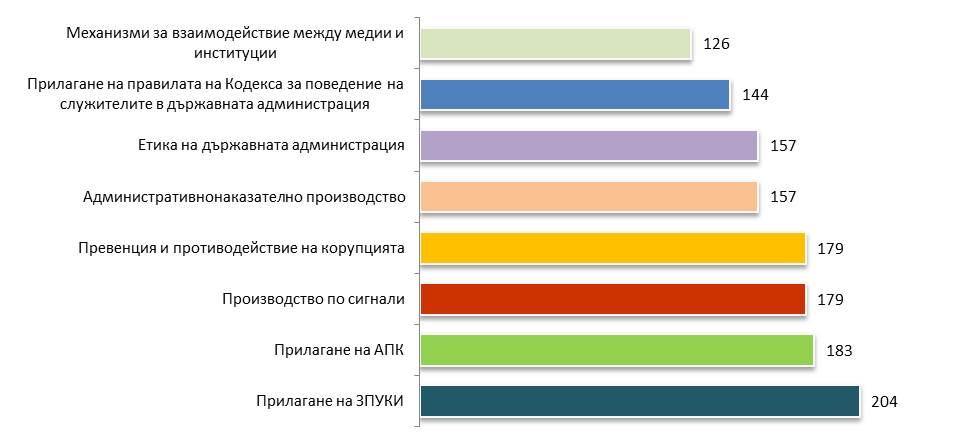 Механизми за взаимодействие между медии и
институции
126
Прилагане на правилата на Кодекса за поведение на
служителите в държавната администрация
144
Етика на държавната администрация
157
Административнонаказателно производство
157
Превенция и противодействие на корупцията
179
Производство по сигнали
179
Прилагане на АПК
183
Прилагане на ЗПУКИ
204